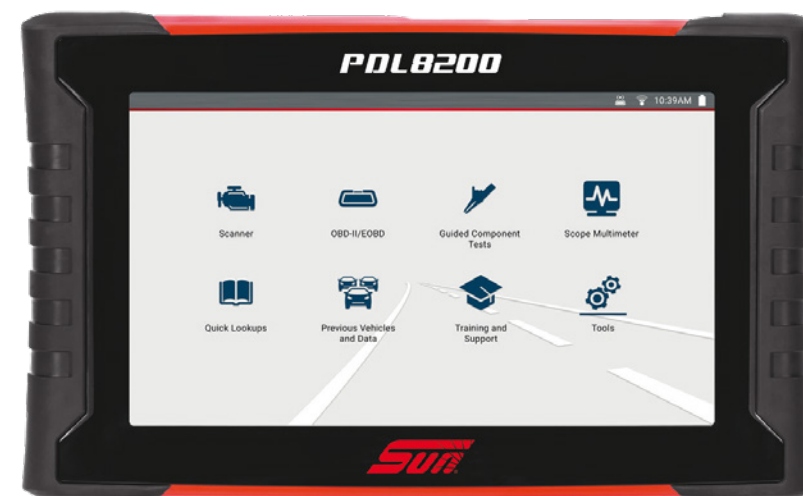 PDL8200
10:39AM
Scanner
OBD-II/EOBD
Guided Component
Tests
Scope Multimeter
Quick Lookups
Previous Vehicles
and Data
Training and
Support
Tools
Sun